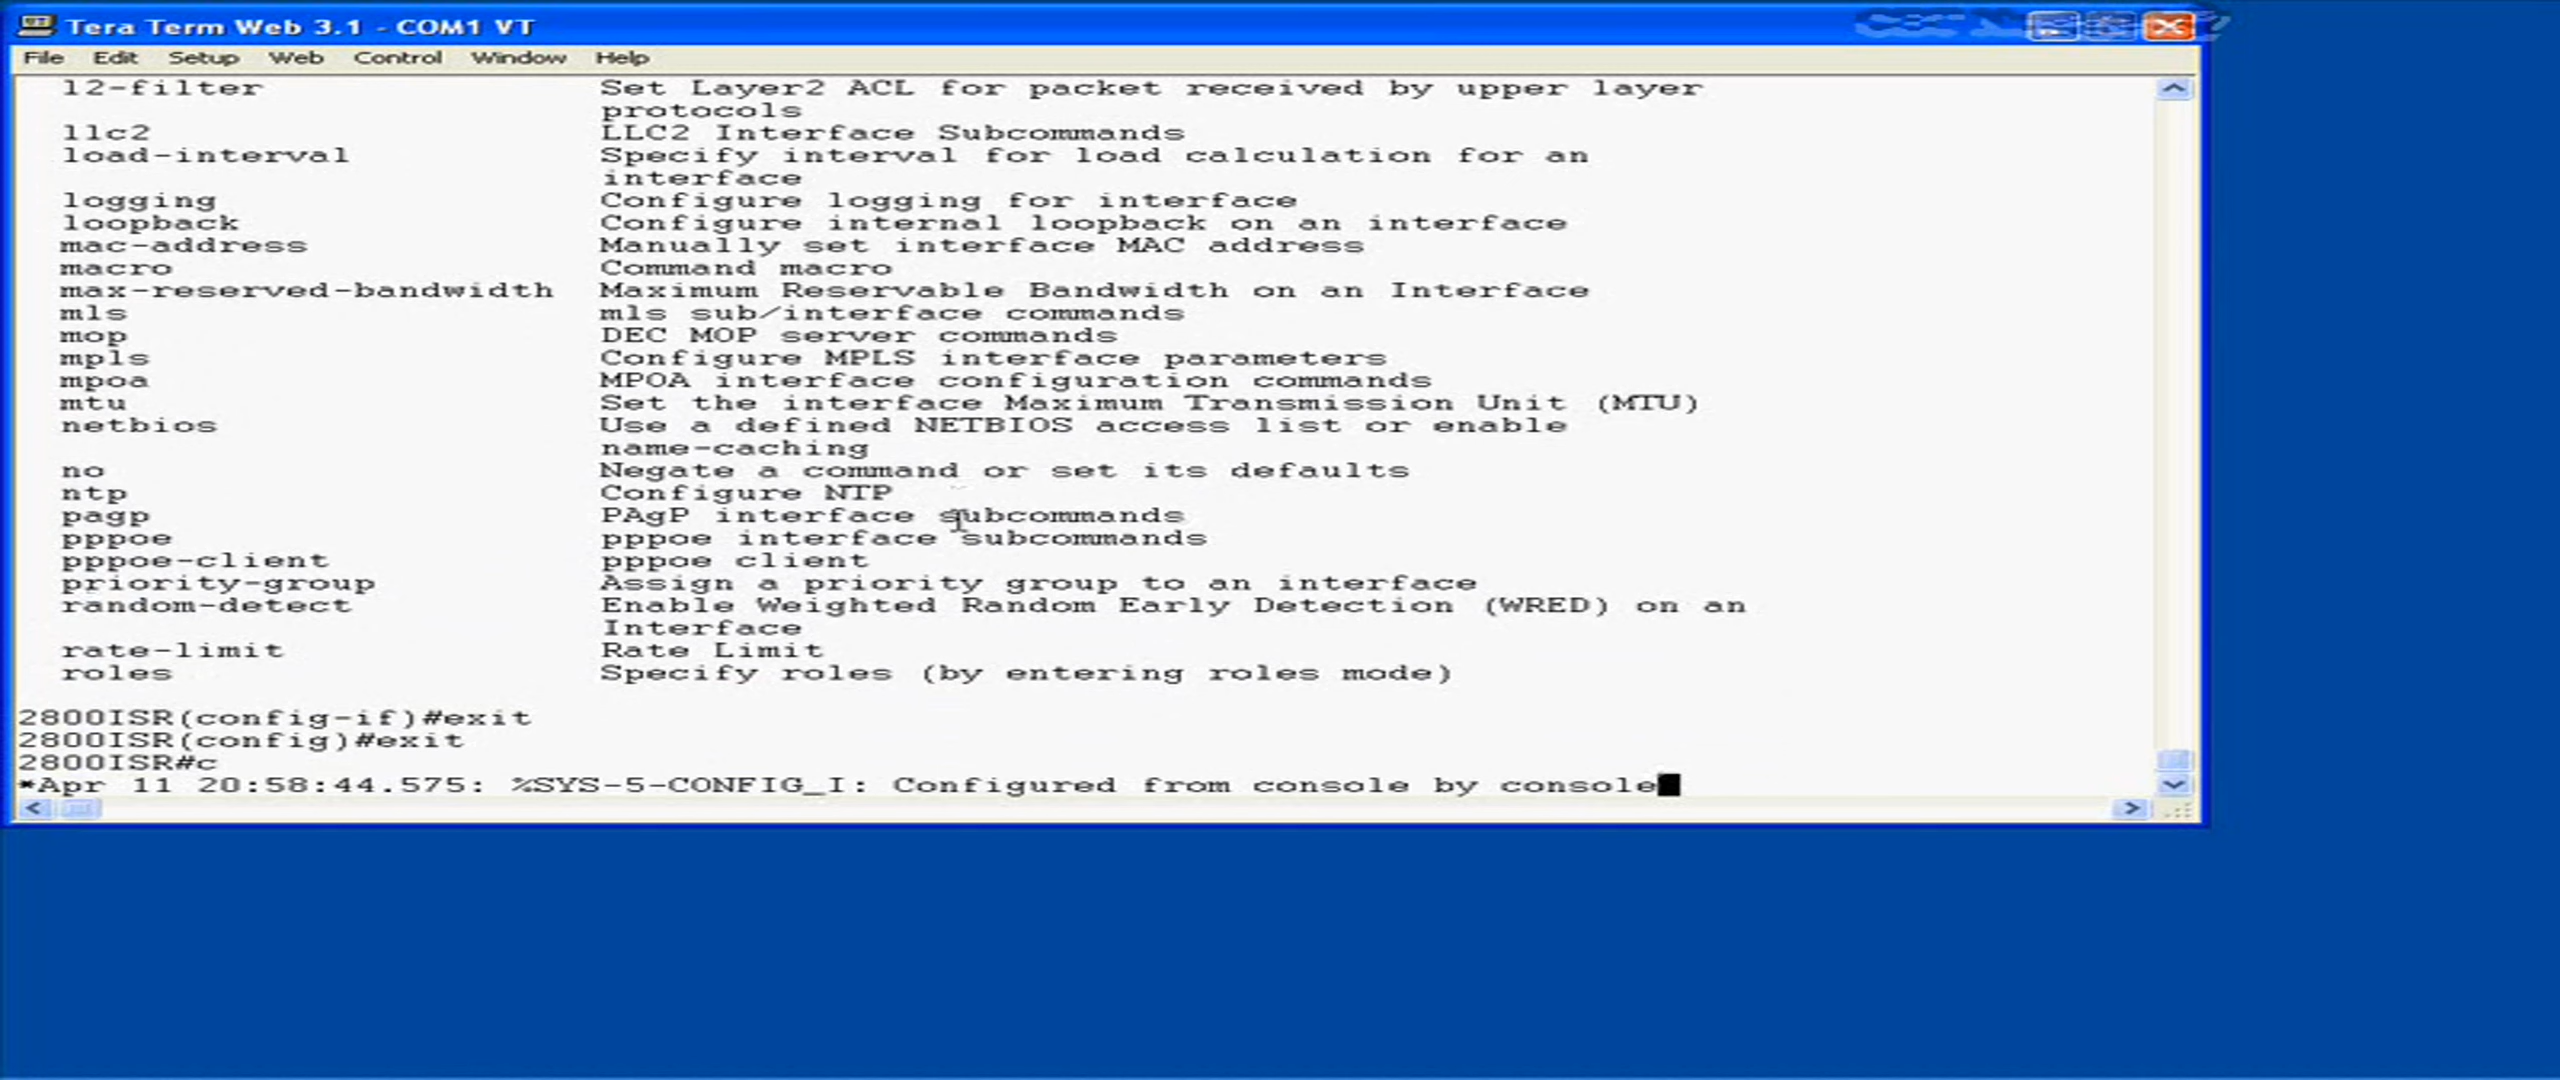 Tera Term Web 3.1 - COM1 VT
File Edit Setup Web Control Window Help
l2-filter Set Layer2 ACL for packet received by upper layer
protocols
llc2 LLC2 Interface Subcommands
load-interval Specify interval for load calculation for an
interface
logging Configure logging for interface
loopback Configure internal loopback on an interface
mac-address Manually set interface MAC address
macro Command macro
max-reserved-bandwidth Maximum Reservable Bandwidth on an Interface
mls mls sub/interface commands
mop DEC MOP server commands
mpls Configure MPLS interface parameters
mpoa MPOA interface configuration commands
mtu Set the interface Maximum Transmission Unit (MTU)
netbios Use a defined NETBIOS access list or enable
name-caching
no Negate a command or set its defaults
ntp Configure NTP
pagp PAgP interface subcommands
pppoe pppoe interface subcommands
pppoe-client pppoe client
priority-group Assign a priority group to an interface
random-detect Enable Weighted Random Early Detection (WRED) on an
Interface
rate-limit Rate Limit
roles Specify roles (by entering roles mode)
2800ISR(config-if)#exit
2800ISR(config)#exit
2800ISR#c
*Apr 11 20:58:44.575: %SYS-5-CONFIG_I: Configured from console by console